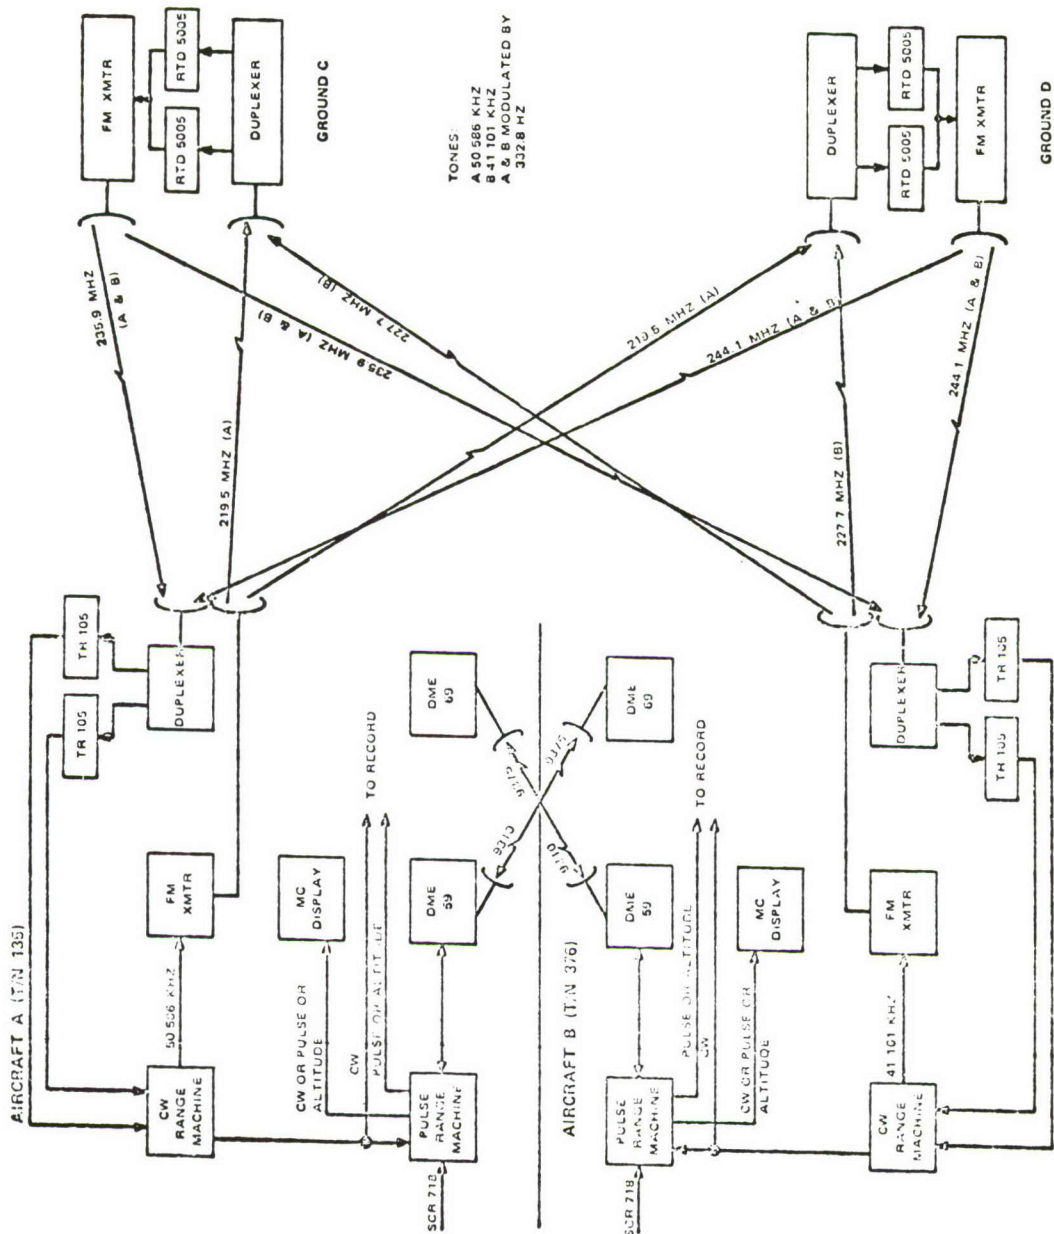 AIRCRAFT A (T/N 135)
CW
RANGE
MACHINE
50 586 KHZ
FM
XMTR
TR 105
TR 105
DUPLEXER
SCR 718
PULSE
RANGE
MACHINE
CW OR PULSE OR
ALTITUDE
CW
PULSE OR ALTITUDE
MC
DISPLAY
TO RECORD
DME
59
DME
69
9310
9375
235.9 MHZ
(A & B)
219.5 MHZ (A)
235.9 MHZ (A & B)
227.7 MHZ (B)
FM XMTR
RTD 5005
RTD 5005
DUPLEXER
GROUND C
TONES:
A 50 586 KHZ
B 41 101 KHZ
A & B MODULATED BY
332.8 HZ
AIRCRAFT B (T/N 376)
SCR 718
PULSE
RANGE
MACHINE
DME
59
DME
69
9310
9375
PULSE OR ALTITUDE
CW
TO RECORD
CW OR PULSE OR
ALTITUDE
MC
DISPLAY
CW
RANGE
MACHINE
41 101 KHZ
FM
XMTR
DUPLEXER
TR 105
TR 105
219.5 MHZ (A)
244.1 MHZ (A & B)
227.7 MHZ (B)
244.1 MHZ (A & B)
DUPLEXER
RTD 5005
RTD 5005
FM XMTR
GROUND D